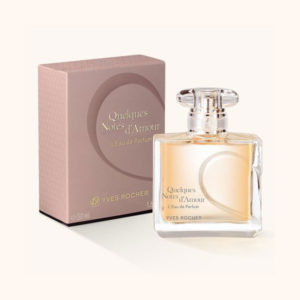 Quelques
Notes
d'Amour
L'Eau de Parfum
YVES ROCHER
Quelques
Notes
d'Amour
L'Eau de Parfum
YVES ROCHER